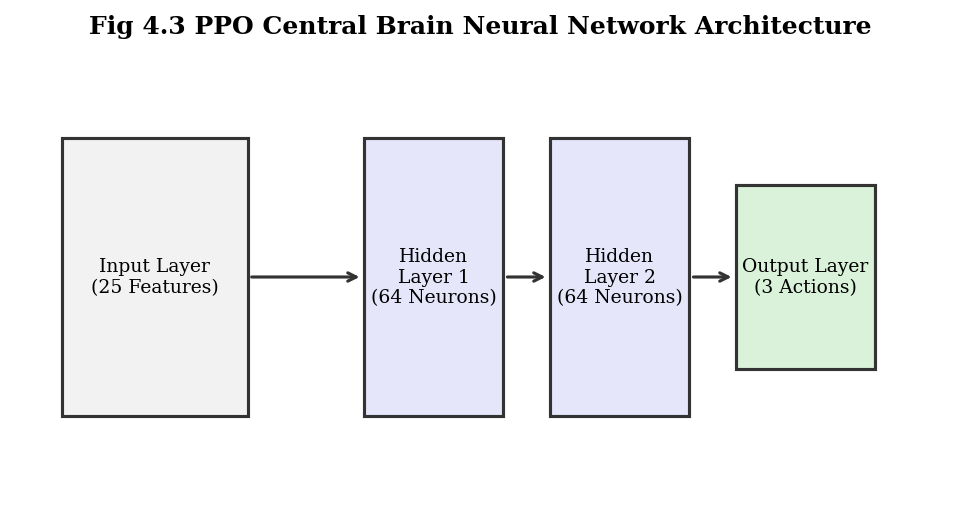 Fig 4.3 PPO Central Brain Neural Network Architecture
Input Layer
(25 Features)
Hidden
Layer 1
(64 Neurons)
Hidden
Layer 2
(64 Neurons)
Output Layer
(3 Actions)